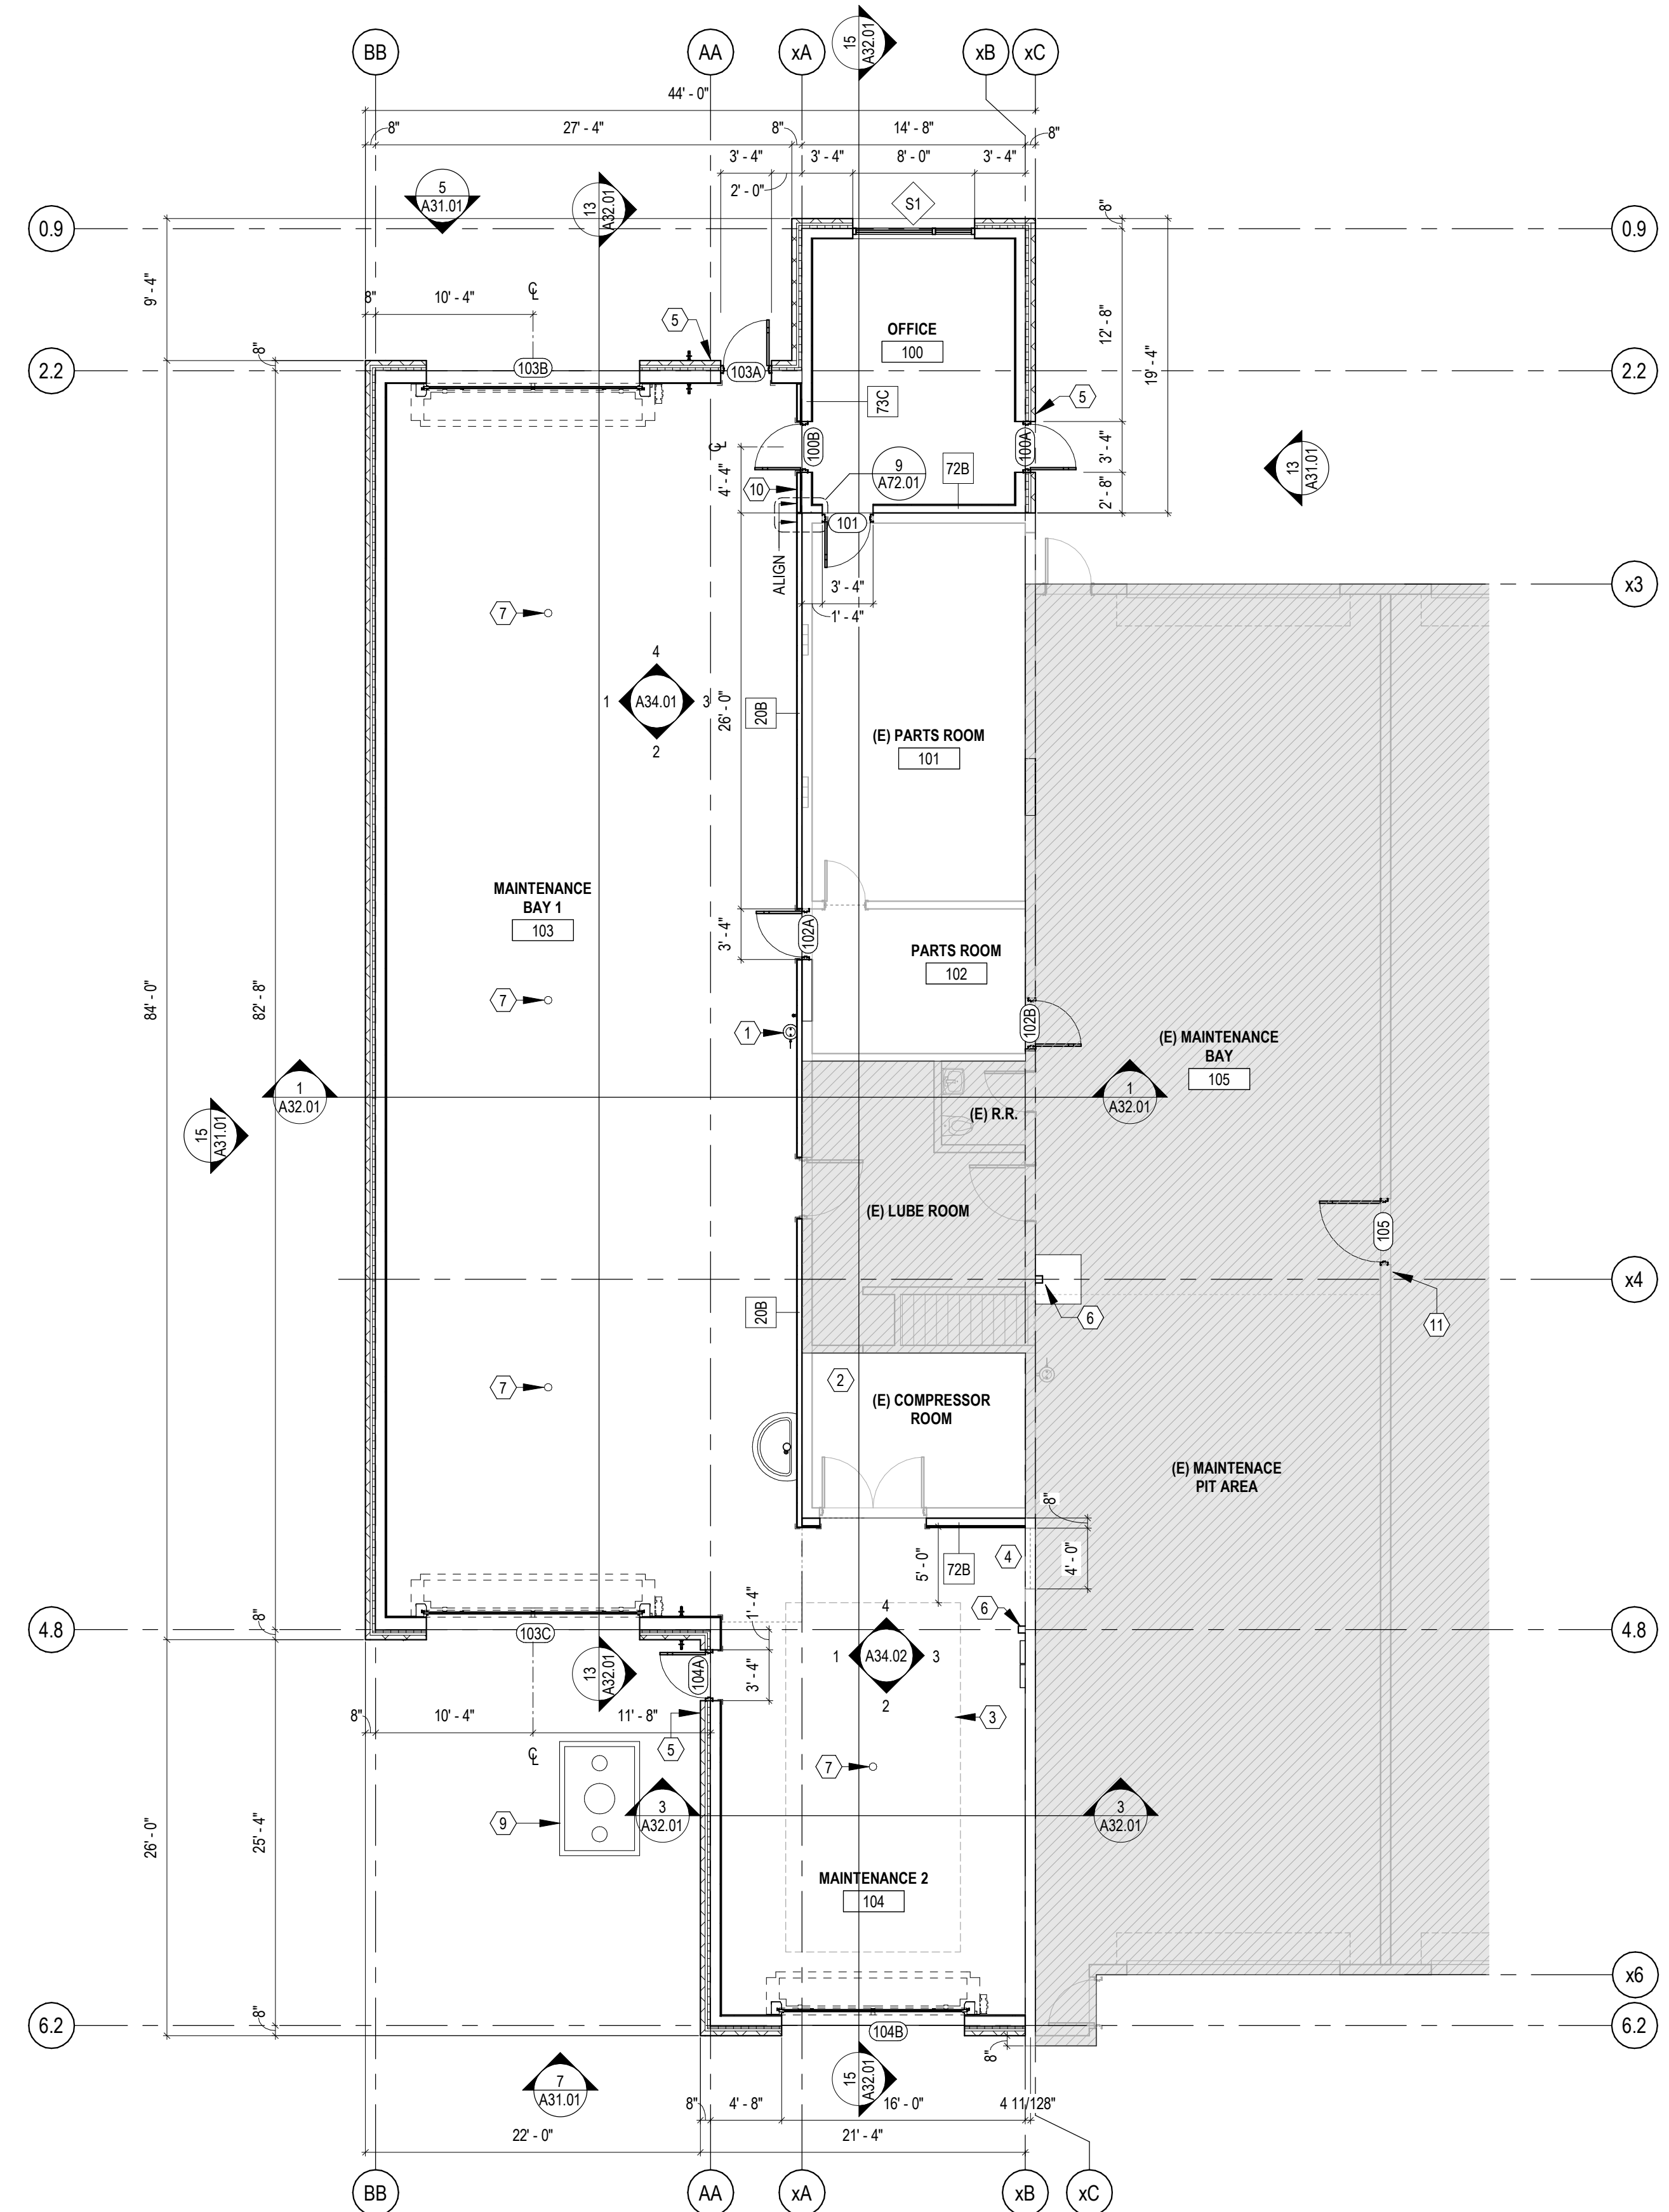 BB
AA
xA
15
A32.01
xB
xC
44' - 0"
8"
27' - 4"
8"
14' - 8"
8"
3' - 4"
3' - 4"
8' - 0"
3' - 4"
2' - 0"
5
A31.01
13
A32.01
S1
8"
0.9
0.9
9' - 4"
8"
10' - 4"
℄
5
OFFICE
100
12' - 8"
19' - 4"
8"
2.2
103B
103A
2.2
73C
5
℄
100B
100A
3' - 4"
13
A31.01
4' - 4"
10
9
A72.01
72B
2' - 8"
101
ALIGN
3' - 4"
1' - 4"
x3
7
4
1
A34.01
3
2
26' - 0"
20B
(E) PARTS ROOM
101
MAINTENANCE
BAY 1
103
3' - 4"
102A
PARTS ROOM
102
84' - 0"
82' - 8"
7
1
102B
(E) MAINTENANCE
BAY
105
1
A32.01
1
A32.01
(E) R.R.
15
A31.01
(E) LUBE ROOM
105
x4
20B
6
11
7
2
(E) COMPRESSOR
ROOM
(E) MAINTENACE
PIT AREA
8"
5' - 0"
72B
4
4' - 0"
8"
1' - 4"
6
4.8
103C
4
4.8
13
A32.01
104A
3' - 4"
1
A34.02
3
2
8"
10' - 4"
11' - 8"
3
℄
5
7
26' - 0"
25' - 4"
9
3
A32.01
3
A32.01
MAINTENANCE 2
104
x6
8"
6.2
104B
6.2
8"
7
A31.01
15
A32.01
8"
4' - 8"
16' - 0"
4 11/128"
22' - 0"
21' - 4"
BB
AA
xA
xB
xC